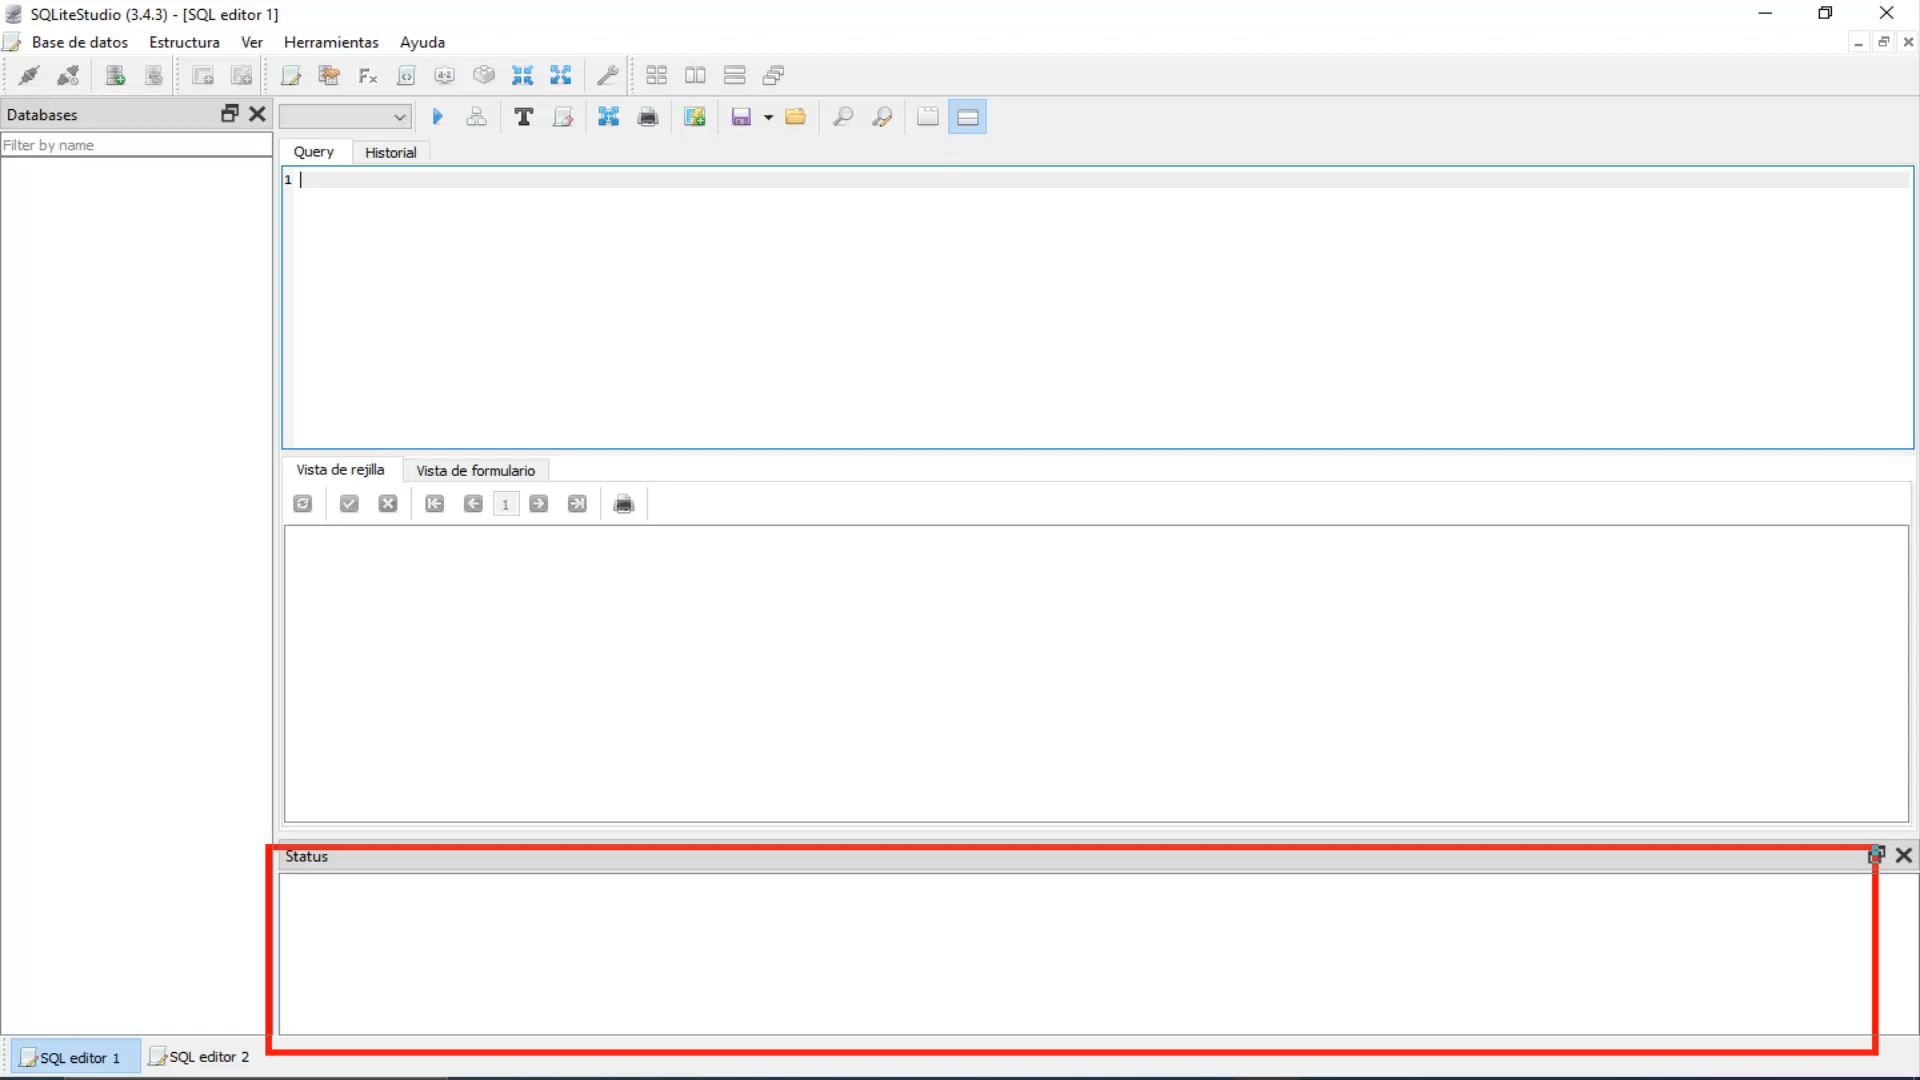 SQLiteStudio (3.4.3) - [SQL editor 1]
Base de datos Estructura Ver Herramientas Ayuda
Databases
Filter by name
Query Historial
1
Vista de rejilla Vista de formulario
1
Status
SQL editor 1 SQL editor 2